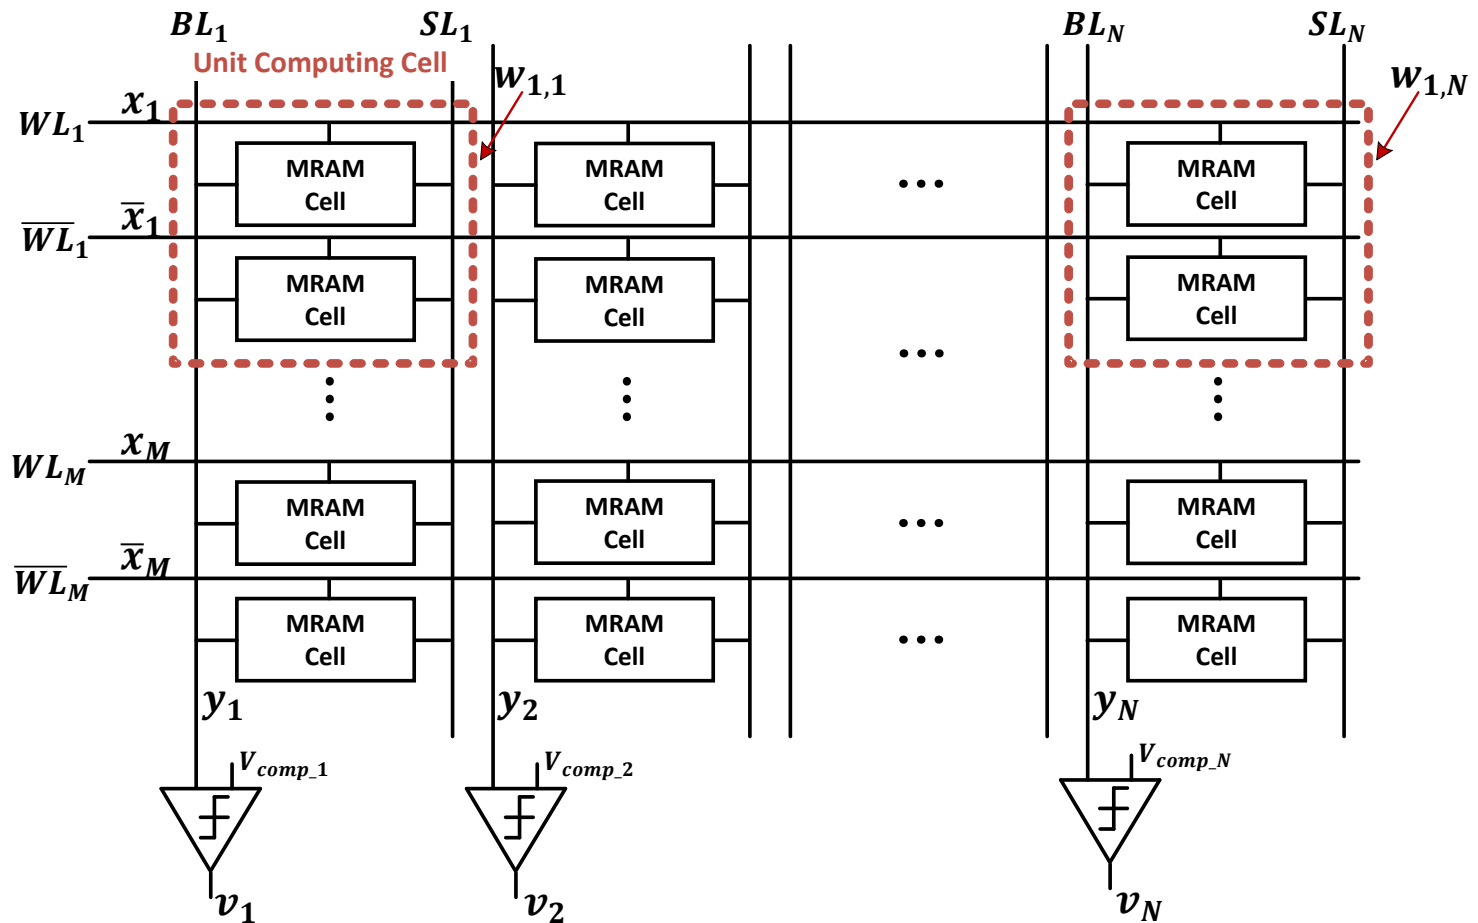 BL₁ SL₁ BL_N SL_N
Unit Computing Cell w₁,₁ w₁,N
x₁
WL₁
MRAM Cell MRAM Cell ... MRAM Cell
x̅₁
W̅L̅₁
MRAM Cell MRAM Cell MRAM Cell
...
⋮ ⋮ ⋮
x_M
WL_M
MRAM Cell MRAM Cell ... MRAM Cell
x̅_M
W̅L̅_M
MRAM Cell MRAM Cell ... MRAM Cell
y₁ y₂ y_N
V_comp_1 V_comp_2 V_comp_N
v₁ v₂ v_N